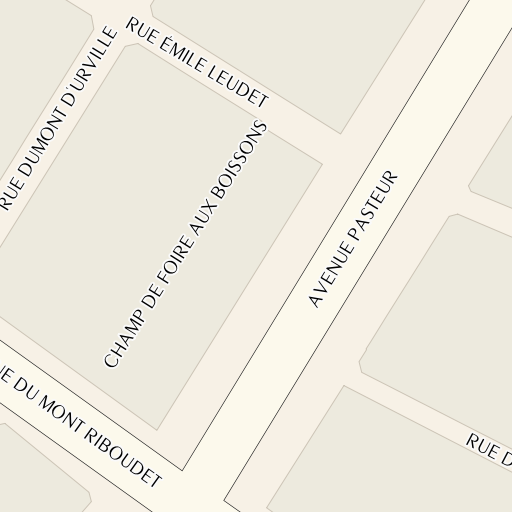 RUE ÉMILE LEUDET
RUE DUMONT D'URVILLE
CHAMP DE FOIRE AUX BOISSONS
AVENUE PASTEUR
DU MONT RIBOUDET
RUE